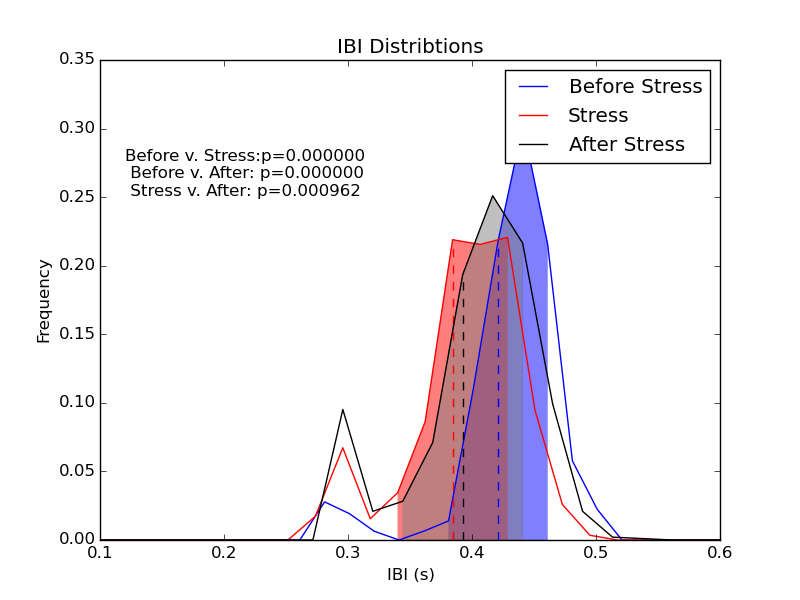 IBI Distribtions
0.35
0.30
0.25
0.20
0.15
0.10
0.05
0.00
Frequency
Before v. Stress:p=0.000000
Before v. After: p=0.000000
Stress v. After: p=0.000962
Before Stress
Stress
After Stress
0.1 0.2 0.3 0.4 0.5 0.6
IBI (s)